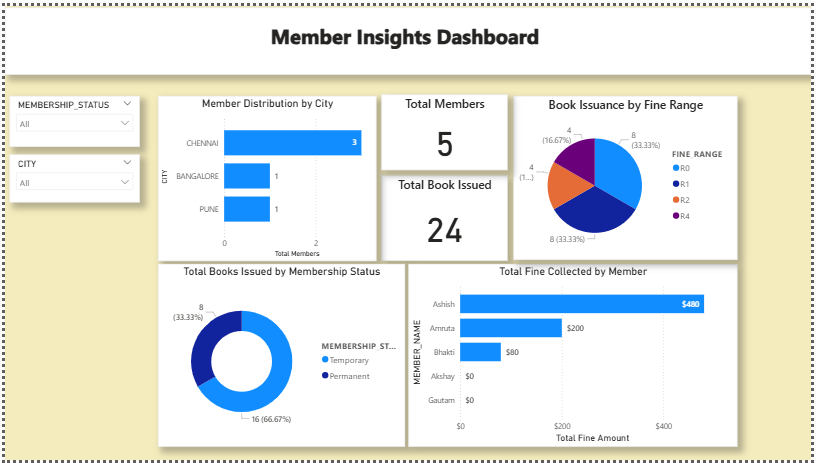 Member Insights Dashboard
MEMBERSHIP_STATUS
All
CITY
All
Member Distribution by City
CITY
CHENNAI
3
BANGALORE
1
PUNE
1
0
2
Total Members
Total Members
5
Total Book Issued
24
Book Issuance by Fine Range
4
(16.67%)
8
(33.33%)
4
(1...)
8 (33.33%)
FINE RANGE
R0
R1
R2
R4
Total Books Issued by Membership Status
8
(33.33%)
16 (66.67%)
MEMBERSHIP_ST...
Temporary
Permanent
Total Fine Collected by Member
MEMBER_NAME
Ashish
$480
Amruta
$200
Bhakti
$80
Akshay
$0
Gautam
$0
$0
$200
$400
Total Fine Amount